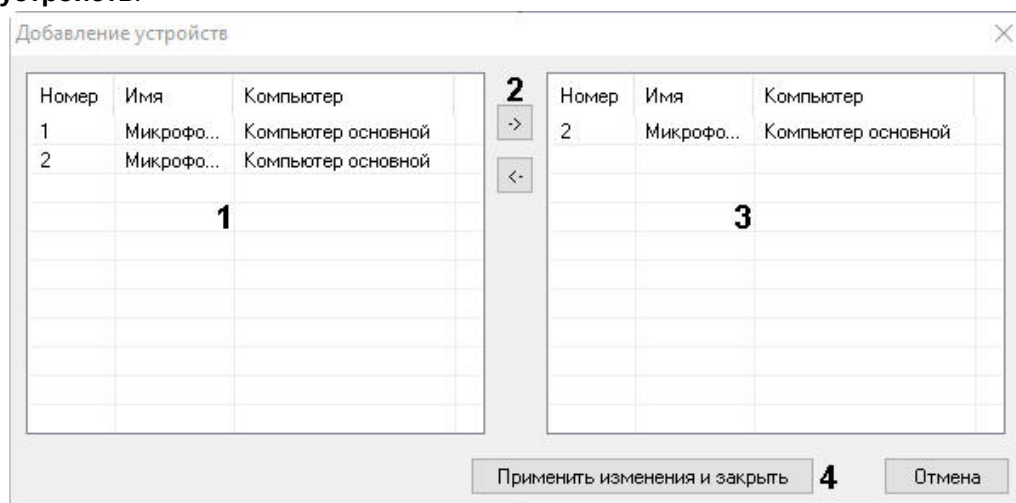 устройств.
Добавление устройств
Номер Имя Компьютер
1 Микрофо... Компьютер основной
2 Микрофо... Компьютер основной
1
2
->
<-
Номер Имя Компьютер
2 Микрофо... Компьютер основной
3
Применить изменения и закрыть 4 Отмена